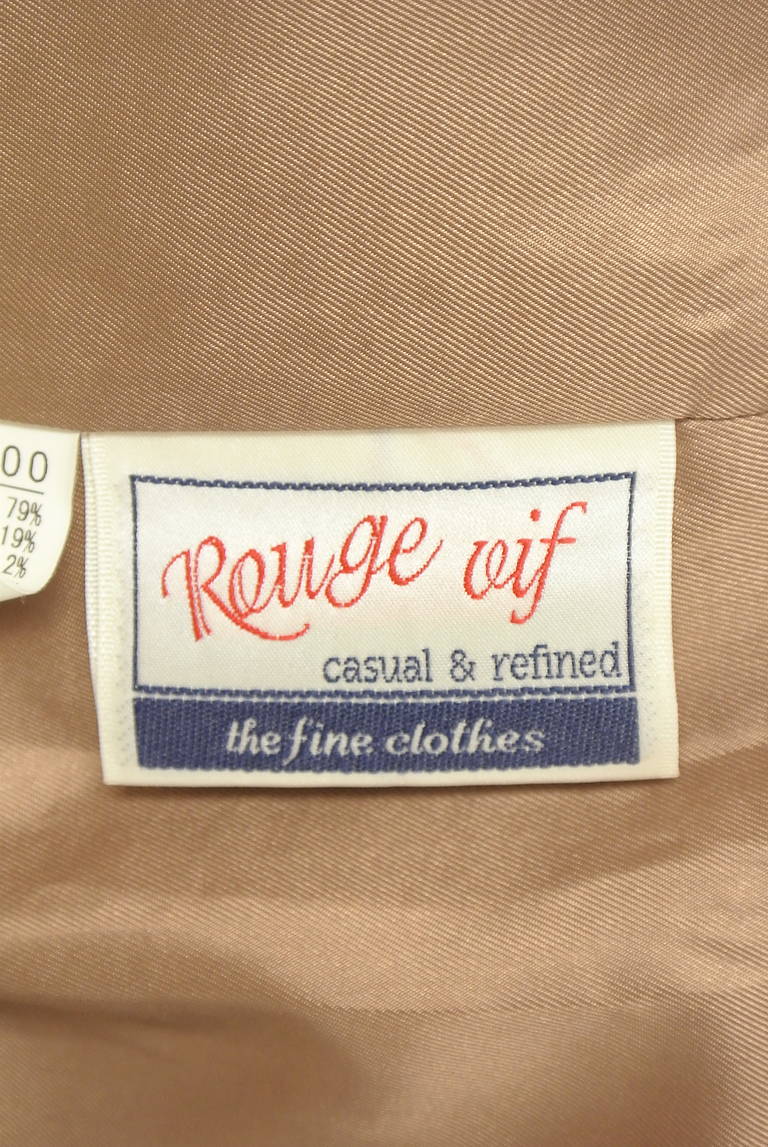 00
79%
19%
2%
Rouge vif
casual & refined
the fine clothes